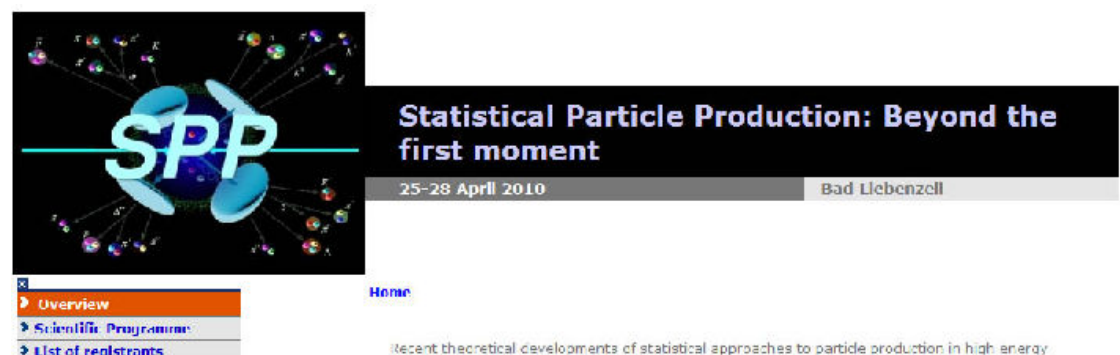 SPP
Statistical Particle Production: Beyond the
first moment
25-28 April 2010
Bad Liebenzell
Home
Overview
Scientific Programme
List of registrants
Recent theoretical developments of statistical approaches to particle production in high energy